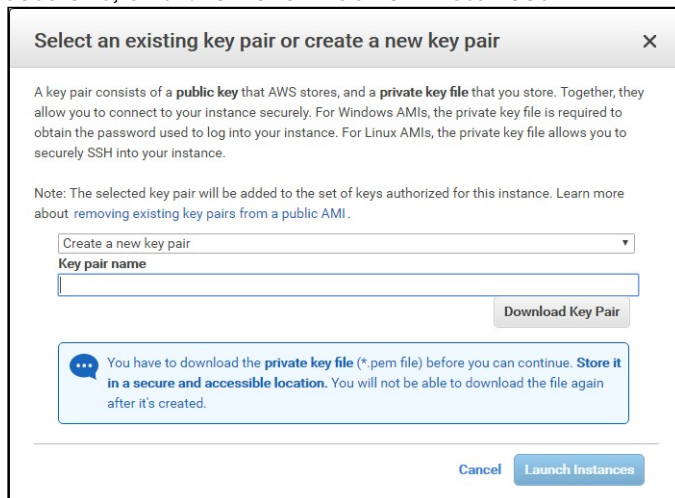 Select an existing key pair or create a new key pair
A key pair consists of a public key that AWS stores, and a private key file that you store. Together, they
allow you to connect to your instance securely. For Windows AMIs, the private key file is required to
obtain the password used to log into your instance. For Linux AMIs, the private key file allows you to
securely SSH into your instance.
Note: The selected key pair will be added to the set of keys authorized for this instance. Learn more
about removing existing key pairs from a public AMI.
Create a new key pair
Key pair name
Download Key Pair
You have to download the private key file (*.pem file) before you can continue. Store it
in a secure and accessible location. You will not be able to download the file again
after it's created.
Cancel Launch Instances